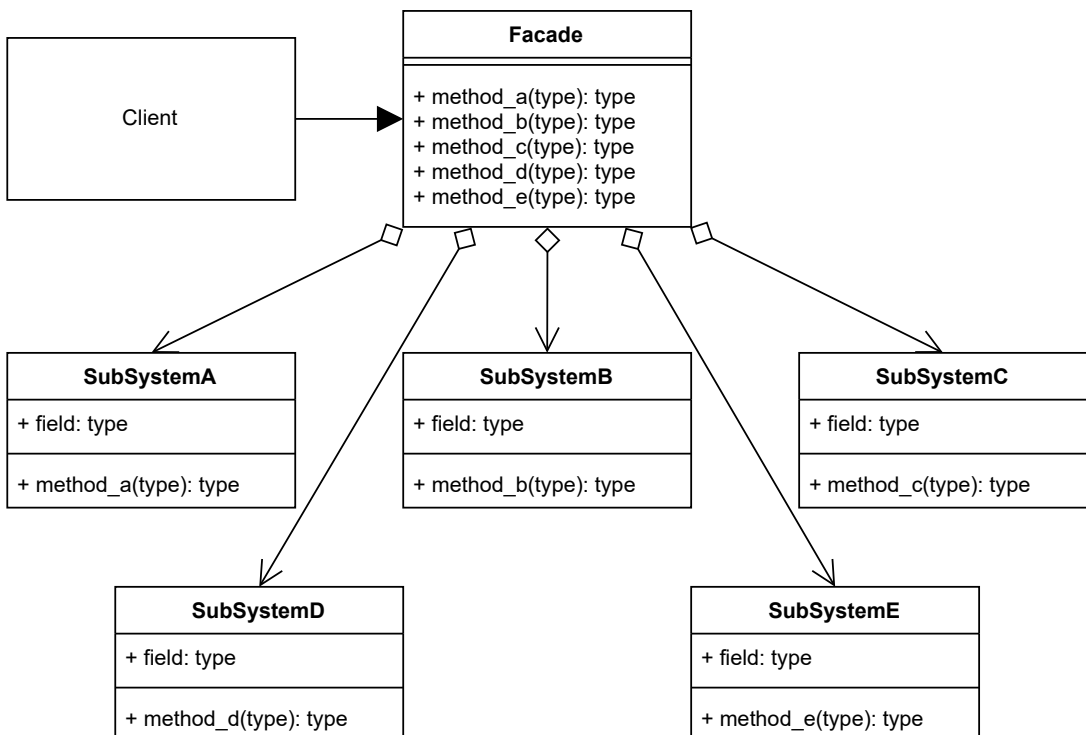 Facade
Client
+ method_a(type): type
+ method_b(type): type
+ method_c(type): type
+ method_d(type): type
+ method_e(type): type
SubSystemA
+ field: type
+ method_a(type): type
SubSystemB
+ field: type
+ method_b(type): type
SubSystemC
+ field: type
+ method_c(type): type
SubSystemD
+ field: type
+ method_d(type): type
SubSystemE
+ field: type
+ method_e(type): type